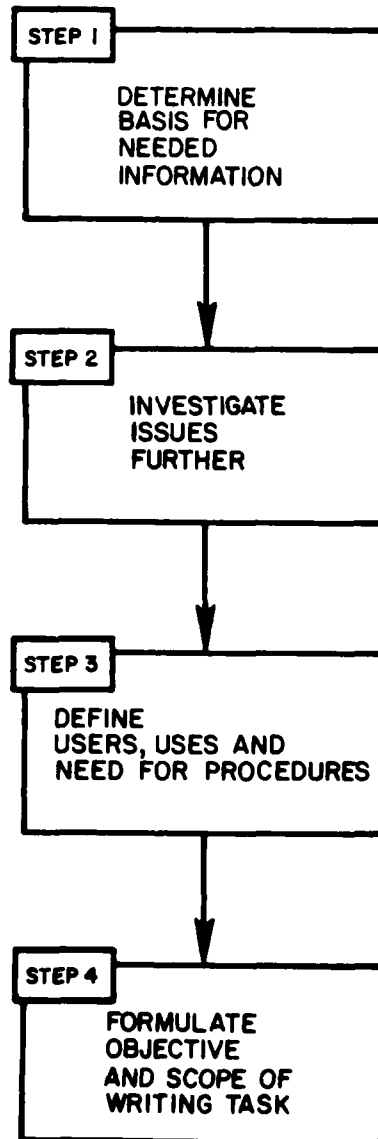 STEP 1
DETERMINE
BASIS FOR
NEEDED
INFORMATION
STEP 2
INVESTIGATE
ISSUES
FURTHER
STEP 3
DEFINE
USERS, USES AND
NEED FOR PROCEDURES
STEP 4
FORMULATE
OBJECTIVE
AND SCOPE OF
WRITING TASK